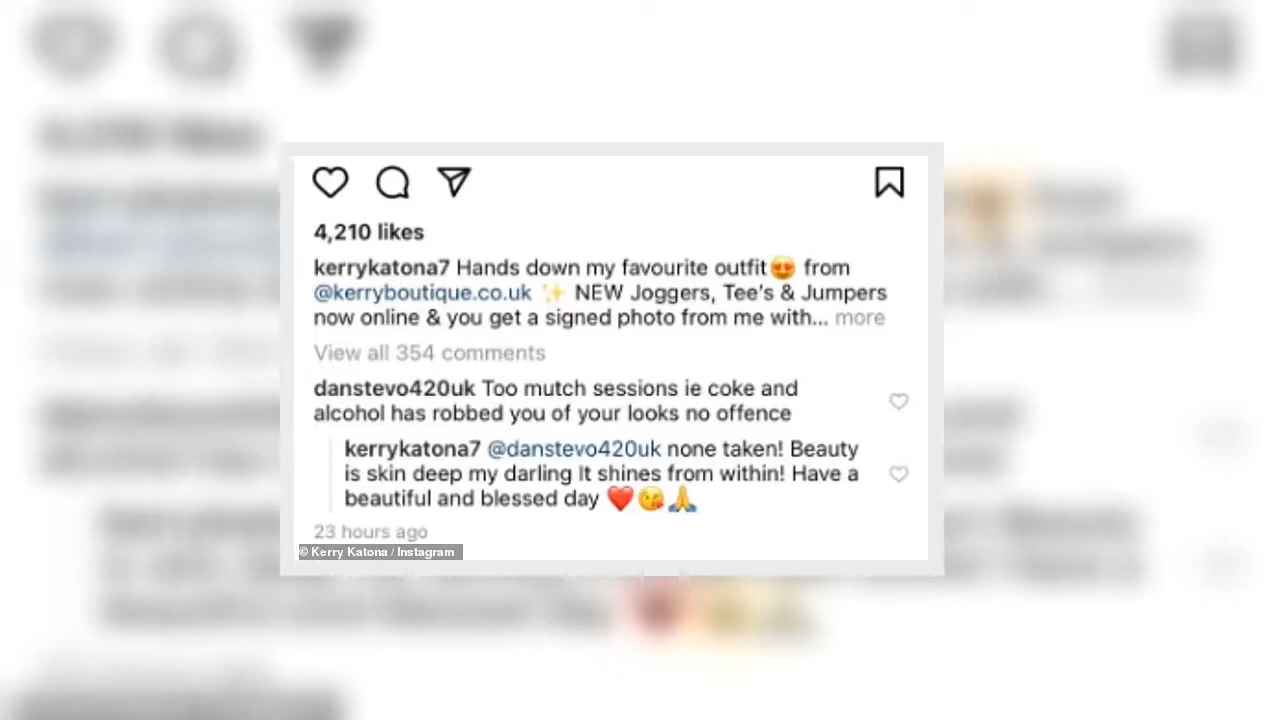 4,210 likes
kerrykatona7 Hands down my favourite outfit😍 from
@kerryboutique.co.uk ✨ NEW Joggers, Tee's & Jumpers
now online & you get a signed photo from me with... more
View all 354 comments
danstevo420uk Too mutch sessions ie coke and
alcohol has robbed you of your looks no offence
kerrykatona7 @danstevo420uk none taken! Beauty
is skin deep my darling It shines from within! Have a
beautiful and blessed day ❤️😘🙏
23 hours ago
© Kerry Katona / Instagram